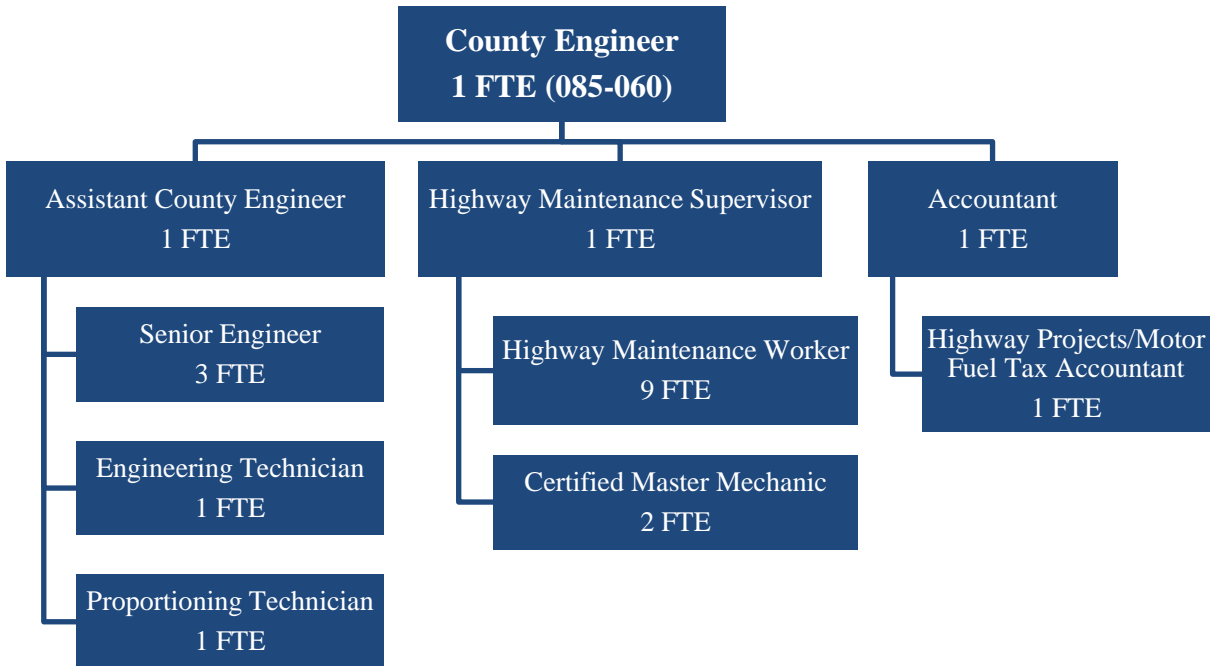 County Engineer
1 FTE (085-060)
Assistant County Engineer
1 FTE
Highway Maintenance Supervisor
1 FTE
Accountant
1 FTE
Senior Engineer
3 FTE
Engineering Technician
1 FTE
Proportioning Technician
1 FTE
Highway Maintenance Worker
9 FTE
Certified Master Mechanic
2 FTE
Highway Projects/Motor
Fuel Tax Accountant
1 FTE